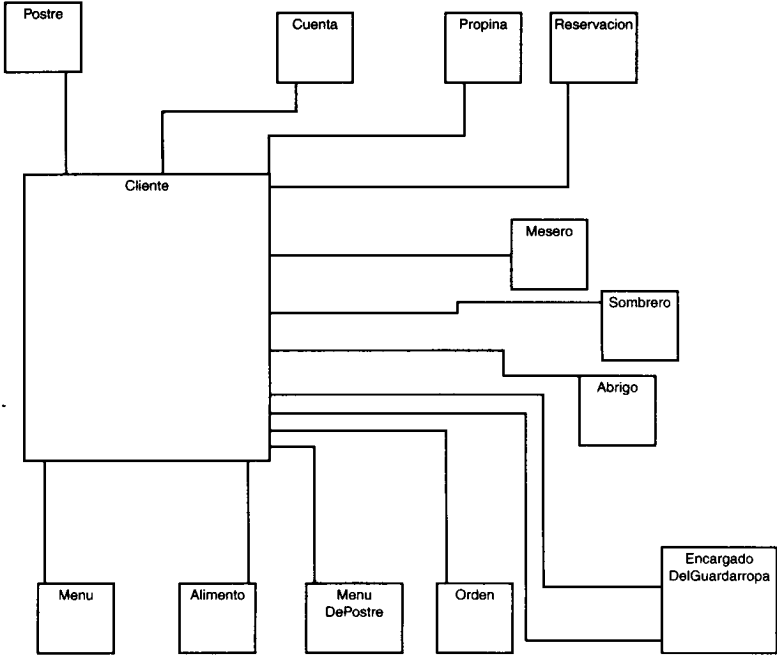 Postre
Cuenta
Propina
Reservacion
Cliente
Mesero
Sombrero
Abrigo
Encargado
DelGuardarropa
Menu
Alimento
Menu
DePostre
Orden